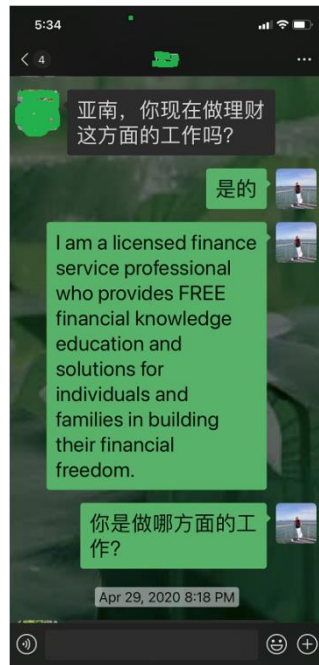 5:34
4
亚南，你现在做理财
这方面的工作吗？
是的
I am a licensed finance
service professional
who provides FREE
financial knowledge
education and
solutions for
individuals and
families in building
their financial
freedom.
你是做哪方面的工
作？
Apr 29, 2020 8:18 PM